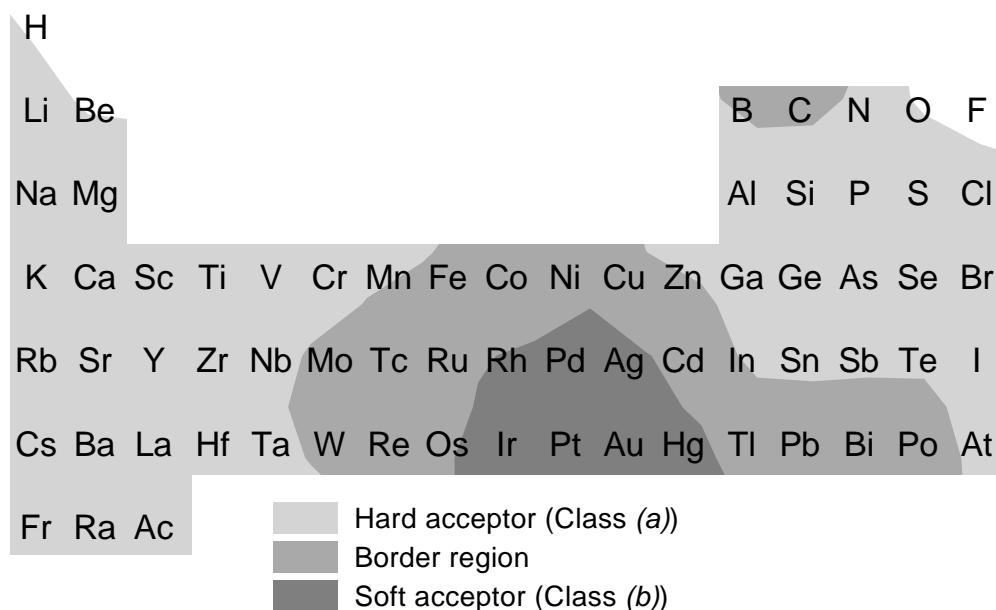 H
Li Be B C N O F
Na Mg Al Si P S Cl
K Ca Sc Ti V Cr Mn Fe Co Ni Cu Zn Ga Ge As Se Br
Rb Sr Y Zr Nb Mo Tc Ru Rh Pd Ag Cd In Sn Sb Te I
Cs Ba La Hf Ta W Re Os Ir Pt Au Hg Tl Pb Bi Po At
Fr Ra Ac
Hard acceptor (Class (a))
Border region
Soft acceptor (Class (b))